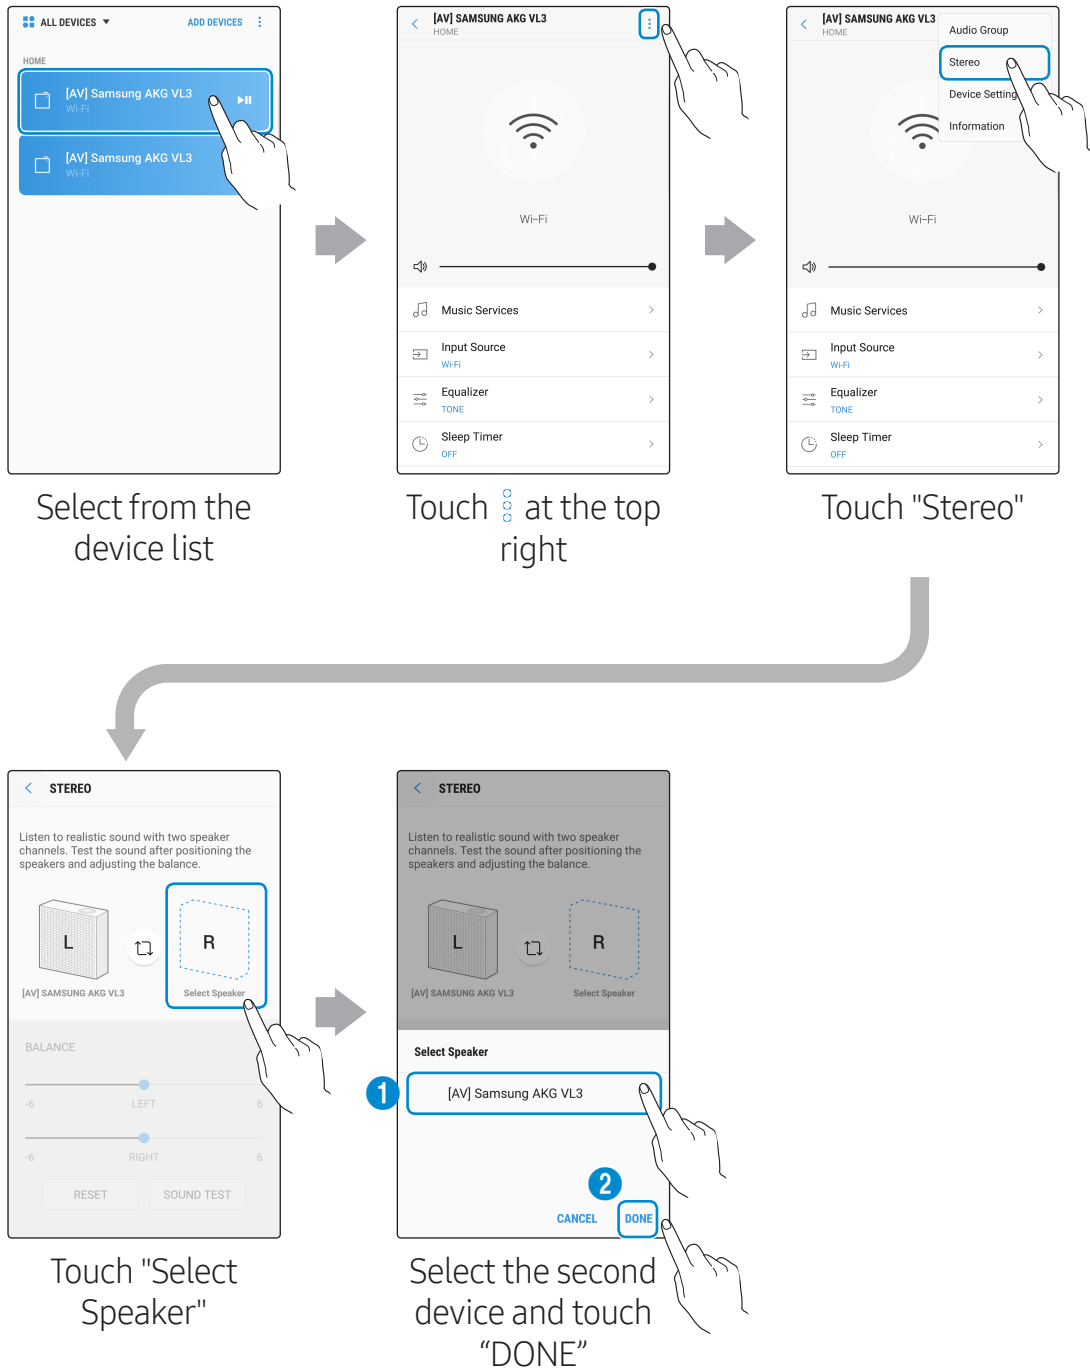 ALL DEVICES
ADD DEVICES
HOME
[AV] Samsung AKG VL3
Wi-Fi
[AV] Samsung AKG VL3
Wi-Fi
Select from the
device list
[AV] SAMSUNG AKG VL3
HOME
Wi-Fi
Music Services
Input Source
Wi-Fi
Equalizer
TONE
Sleep Timer
OFF
Touch at the top
right
[AV] SAMSUNG AKG VL3
HOME
Audio Group
Stereo
Device Setting
Information
Wi-Fi
Music Services
Input Source
Wi-Fi
Equalizer
TONE
Sleep Timer
OFF
Touch "Stereo"
STEREO
Listen to realistic sound with two speaker
channels. Test the sound after positioning the
speakers and adjusting the balance.
L
R
[AV] SAMSUNG AKG VL3
Select Speaker
BALANCE
-6 LEFT 6
-6 RIGHT 6
RESET
SOUND TEST
Touch "Select
Speaker"
STEREO
Listen to realistic sound with two speaker
channels. Test the sound after positioning the
speakers and adjusting the balance.
L
R
[AV] SAMSUNG AKG VL3
Select Speaker
Select Speaker
1
[AV] Samsung AKG VL3
2
CANCEL
DONE
Select the second
device and touch
“DONE”